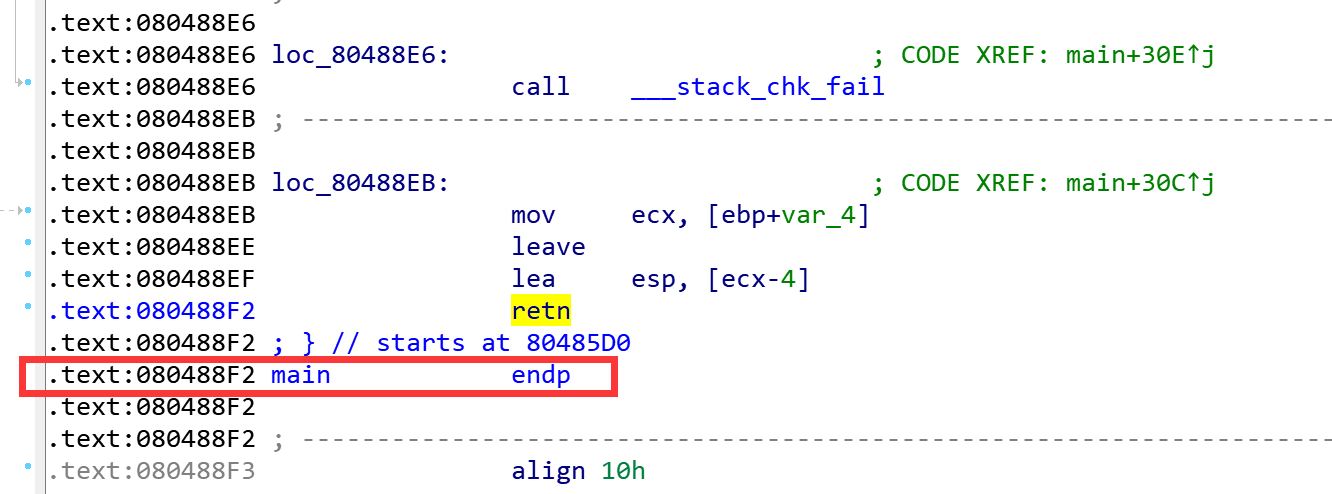 ;
.text:080488E6
.text:080488E6 loc_80488E6: ; CODE XREF: main+30E↑j
.text:080488E6 call ___stack_chk_fail
.text:080488EB ; ---------------------------------------------------------------------
.text:080488EB
.text:080488EB loc_80488EB: ; CODE XREF: main+30C↑j
.text:080488EB mov ecx, [ebp+var_4]
.text:080488EE leave
.text:080488EF lea esp, [ecx-4]
.text:080488F2 retn
.text:080488F2 ; } // starts at 80485D0
.text:080488F2 main endp
.text:080488F2
.text:080488F2 ; ---------------------------------------------------------------------
.text:080488F3 align 10h